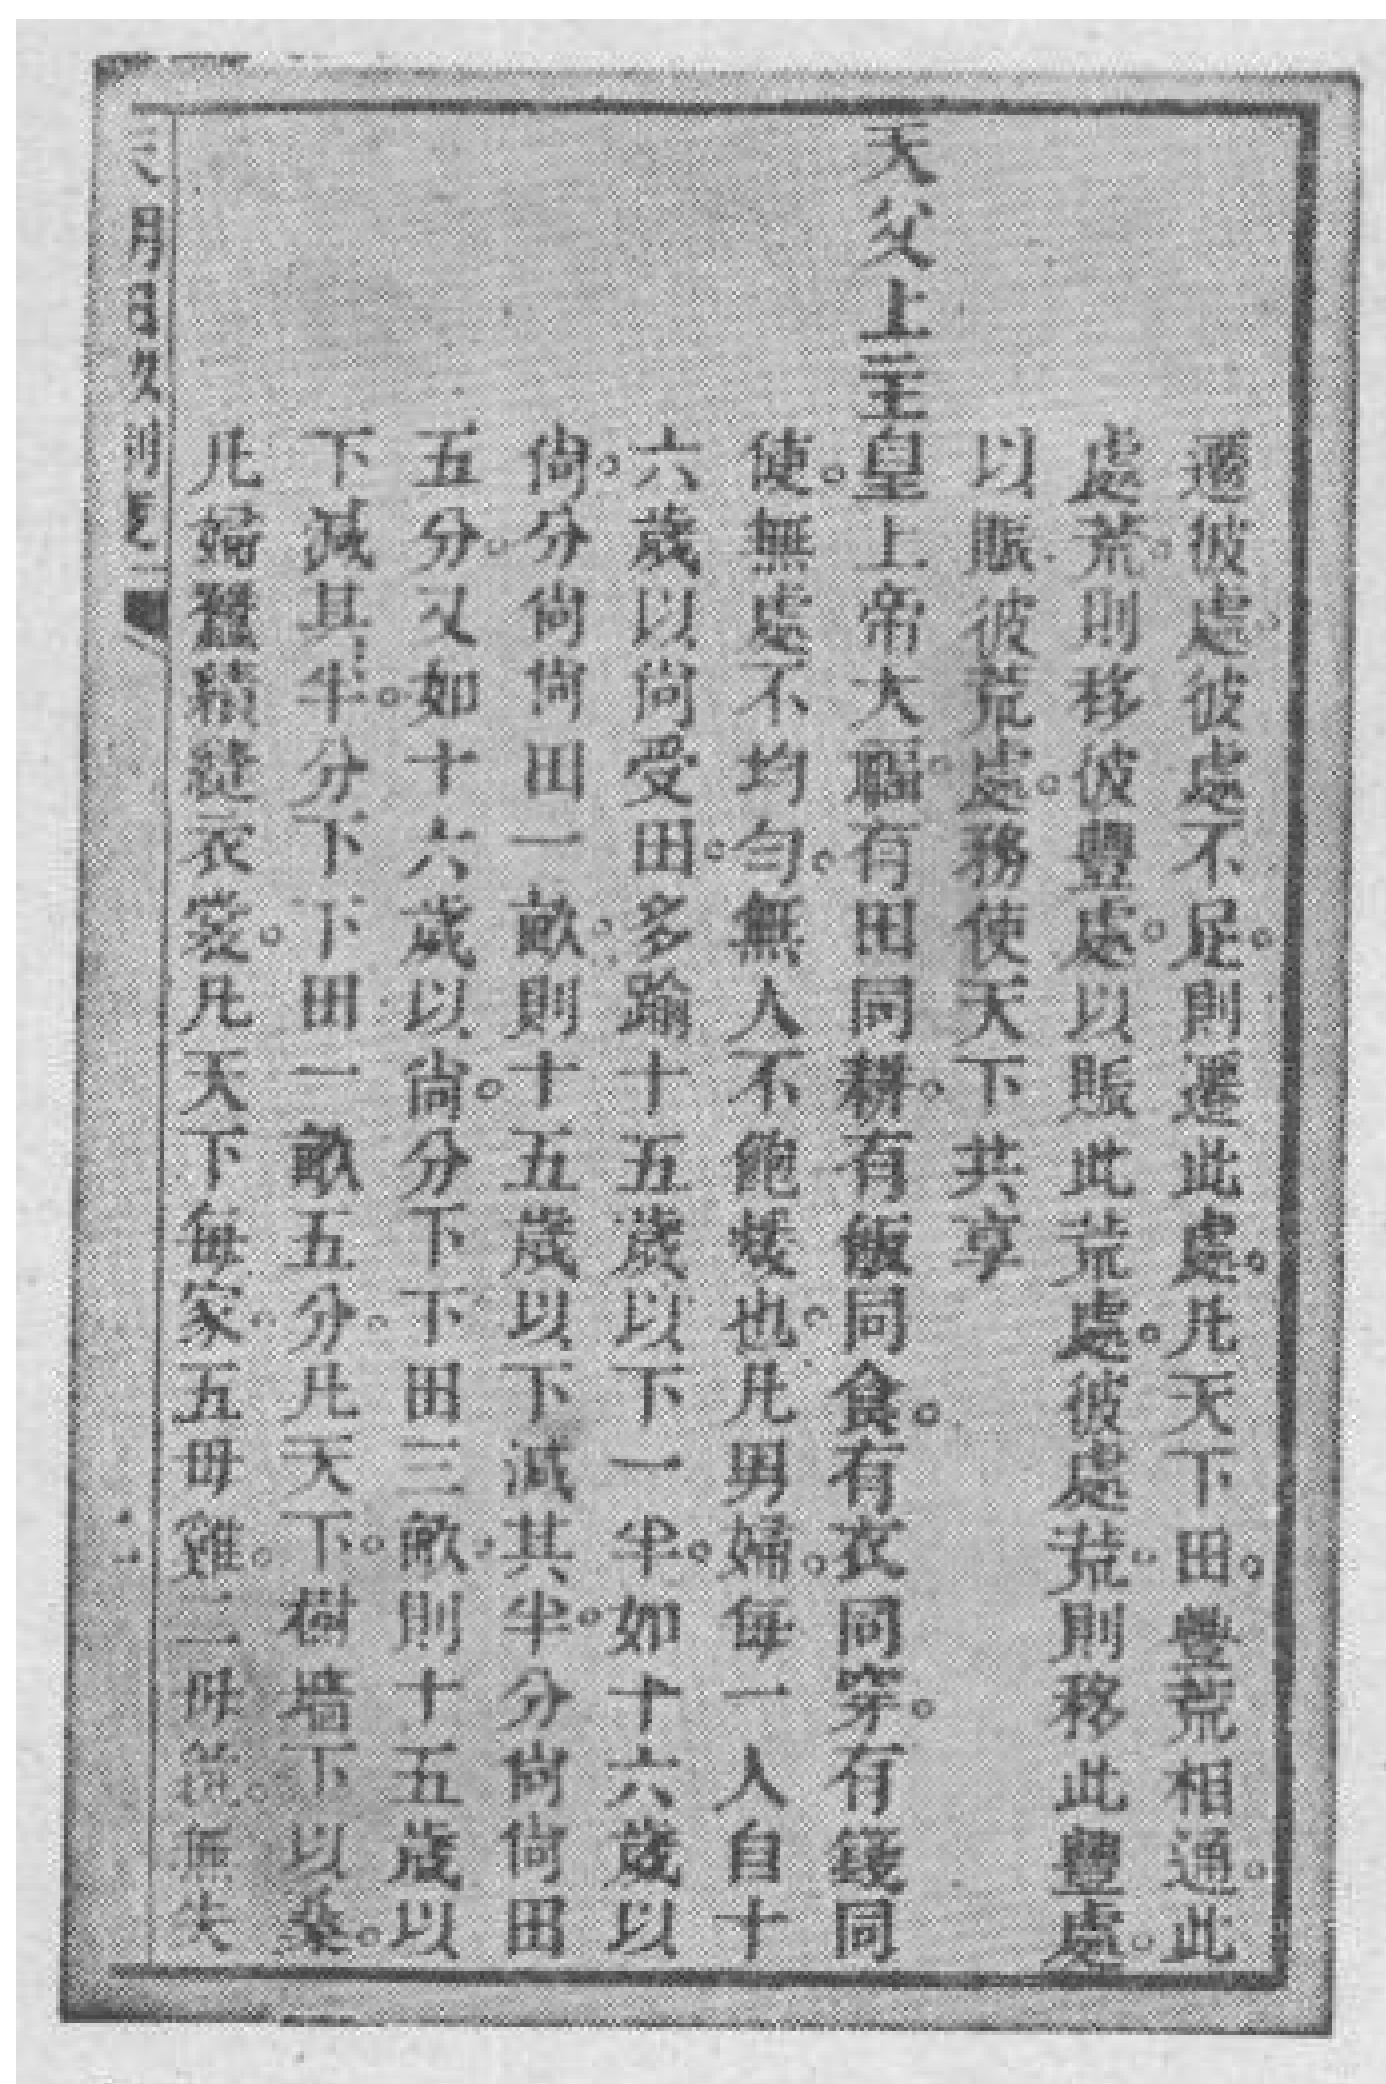 遷彼處彼處不足。則遷此處。凡天下田。豐荒相通。此
處荒。則移彼豐處。以賑此荒處。彼處荒。則移此豐處。
以賑彼荒處。務使天下共享
天父上主皇上帝大福。有田同耕。有飯同食。有衣同穿。有錢同
使。無處不均勻。無人不飽煖也。凡男婦。每一人自十
六歲以尙受田。多踰十五歲以下一半。如十六歲以
尙。分尙尙田一畝。則十五歲以下減其半。分尙尙田
五分。又如十六歲以尙。分下下田三畝。則十五歲以
下減其半。分下下田一畝五分。凡天下。樹墻下以桑。
凡婦蠶績縫衣裳。凡天下每家。五母雞。二母彘。無失